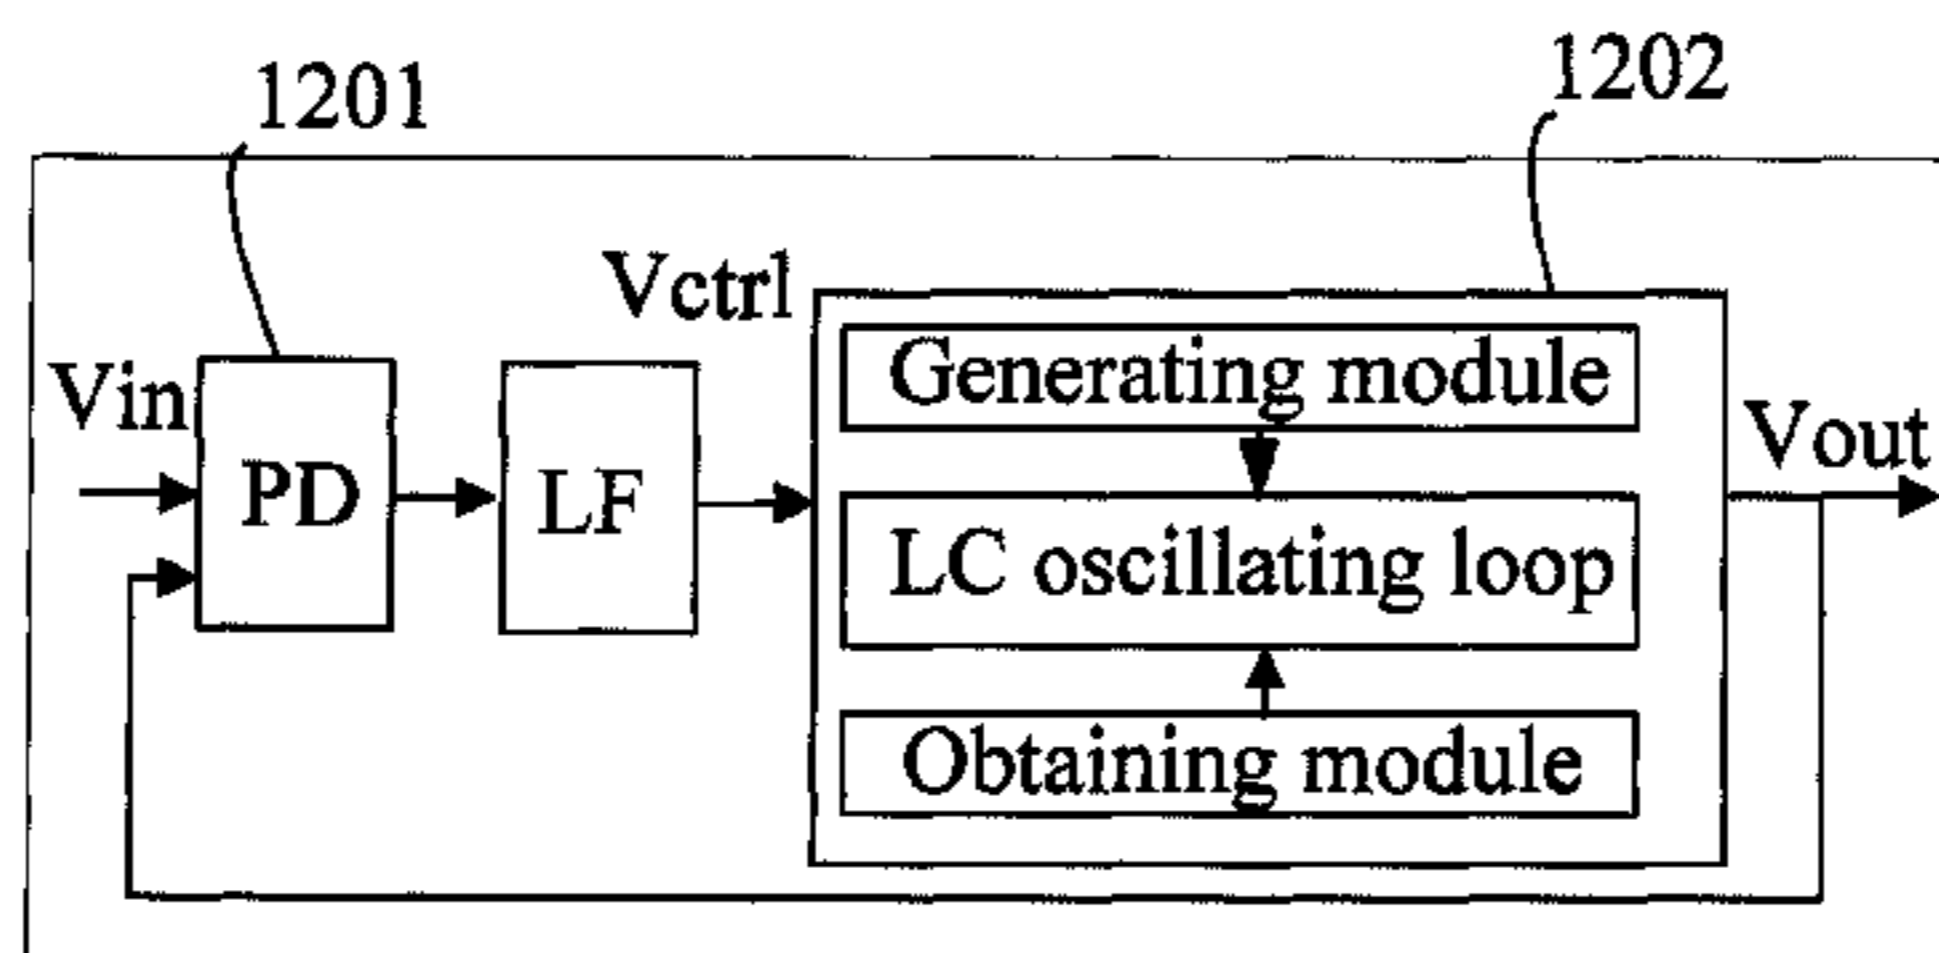 1201
1202
Vctrl
Vin
PD
LF
Generating module
LC oscillating loop
Obtaining module
Vout